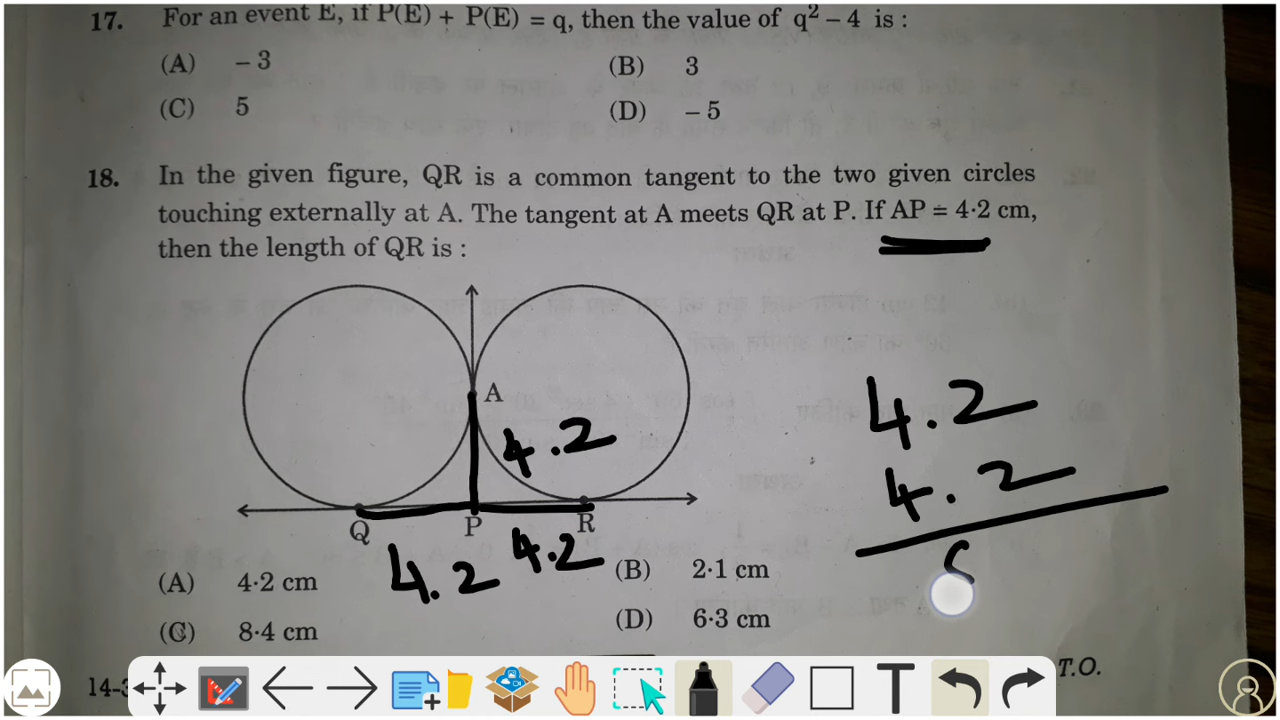 17. For an event E, if P(E) + P(E) = q, then the value of q² – 4 is :
(A) – 3 (B) 3
(C) 5 (D) – 5
18. In the given figure, QR is a common tangent to the two given circles
touching externally at A. The tangent at A meets QR at P. If AP = 4·2 cm,
then the length of QR is :
A
4.2
4.2
4.2
Q P R
4.2 4.2
(A) 4·2 cm (B) 2·1 cm
(C) 8·4 cm (D) 6·3 cm
T.O.
T